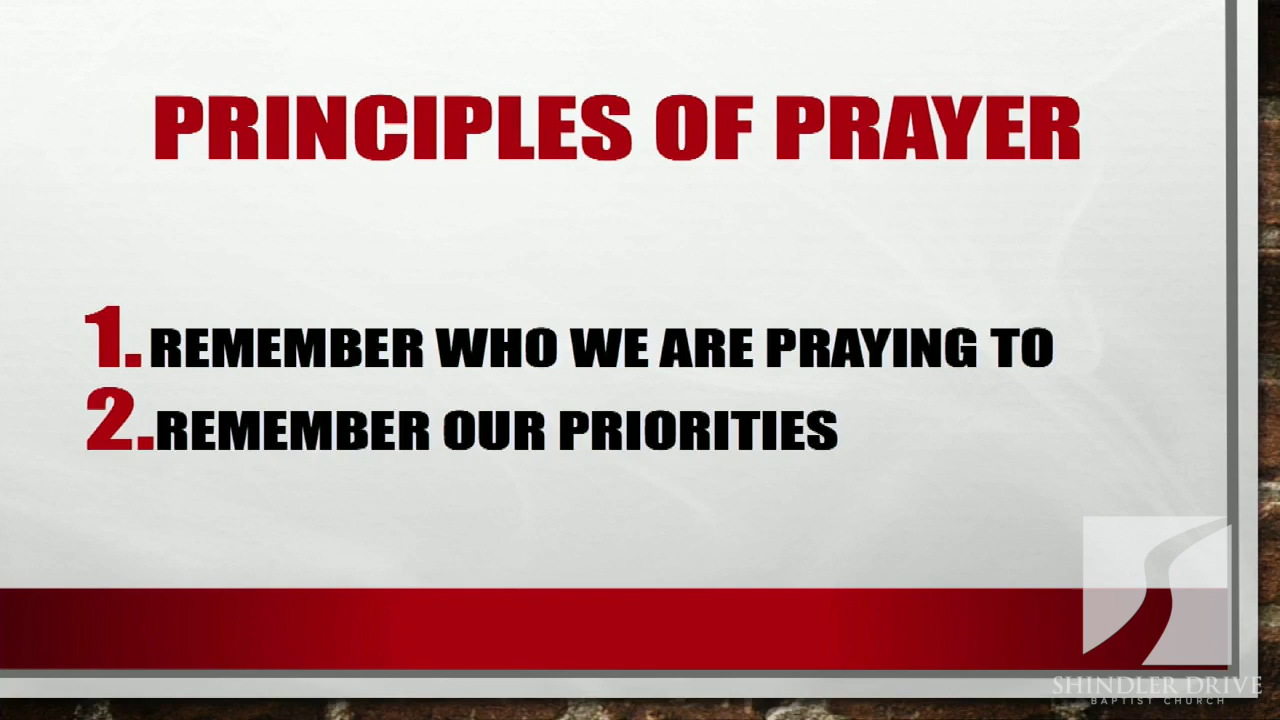 PRINCIPLES OF PRAYER
1. REMEMBER WHO WE ARE PRAYING TO
2. REMEMBER OUR PRIORITIES
SHINDLER DRIVE
BAPTIST CHURCH